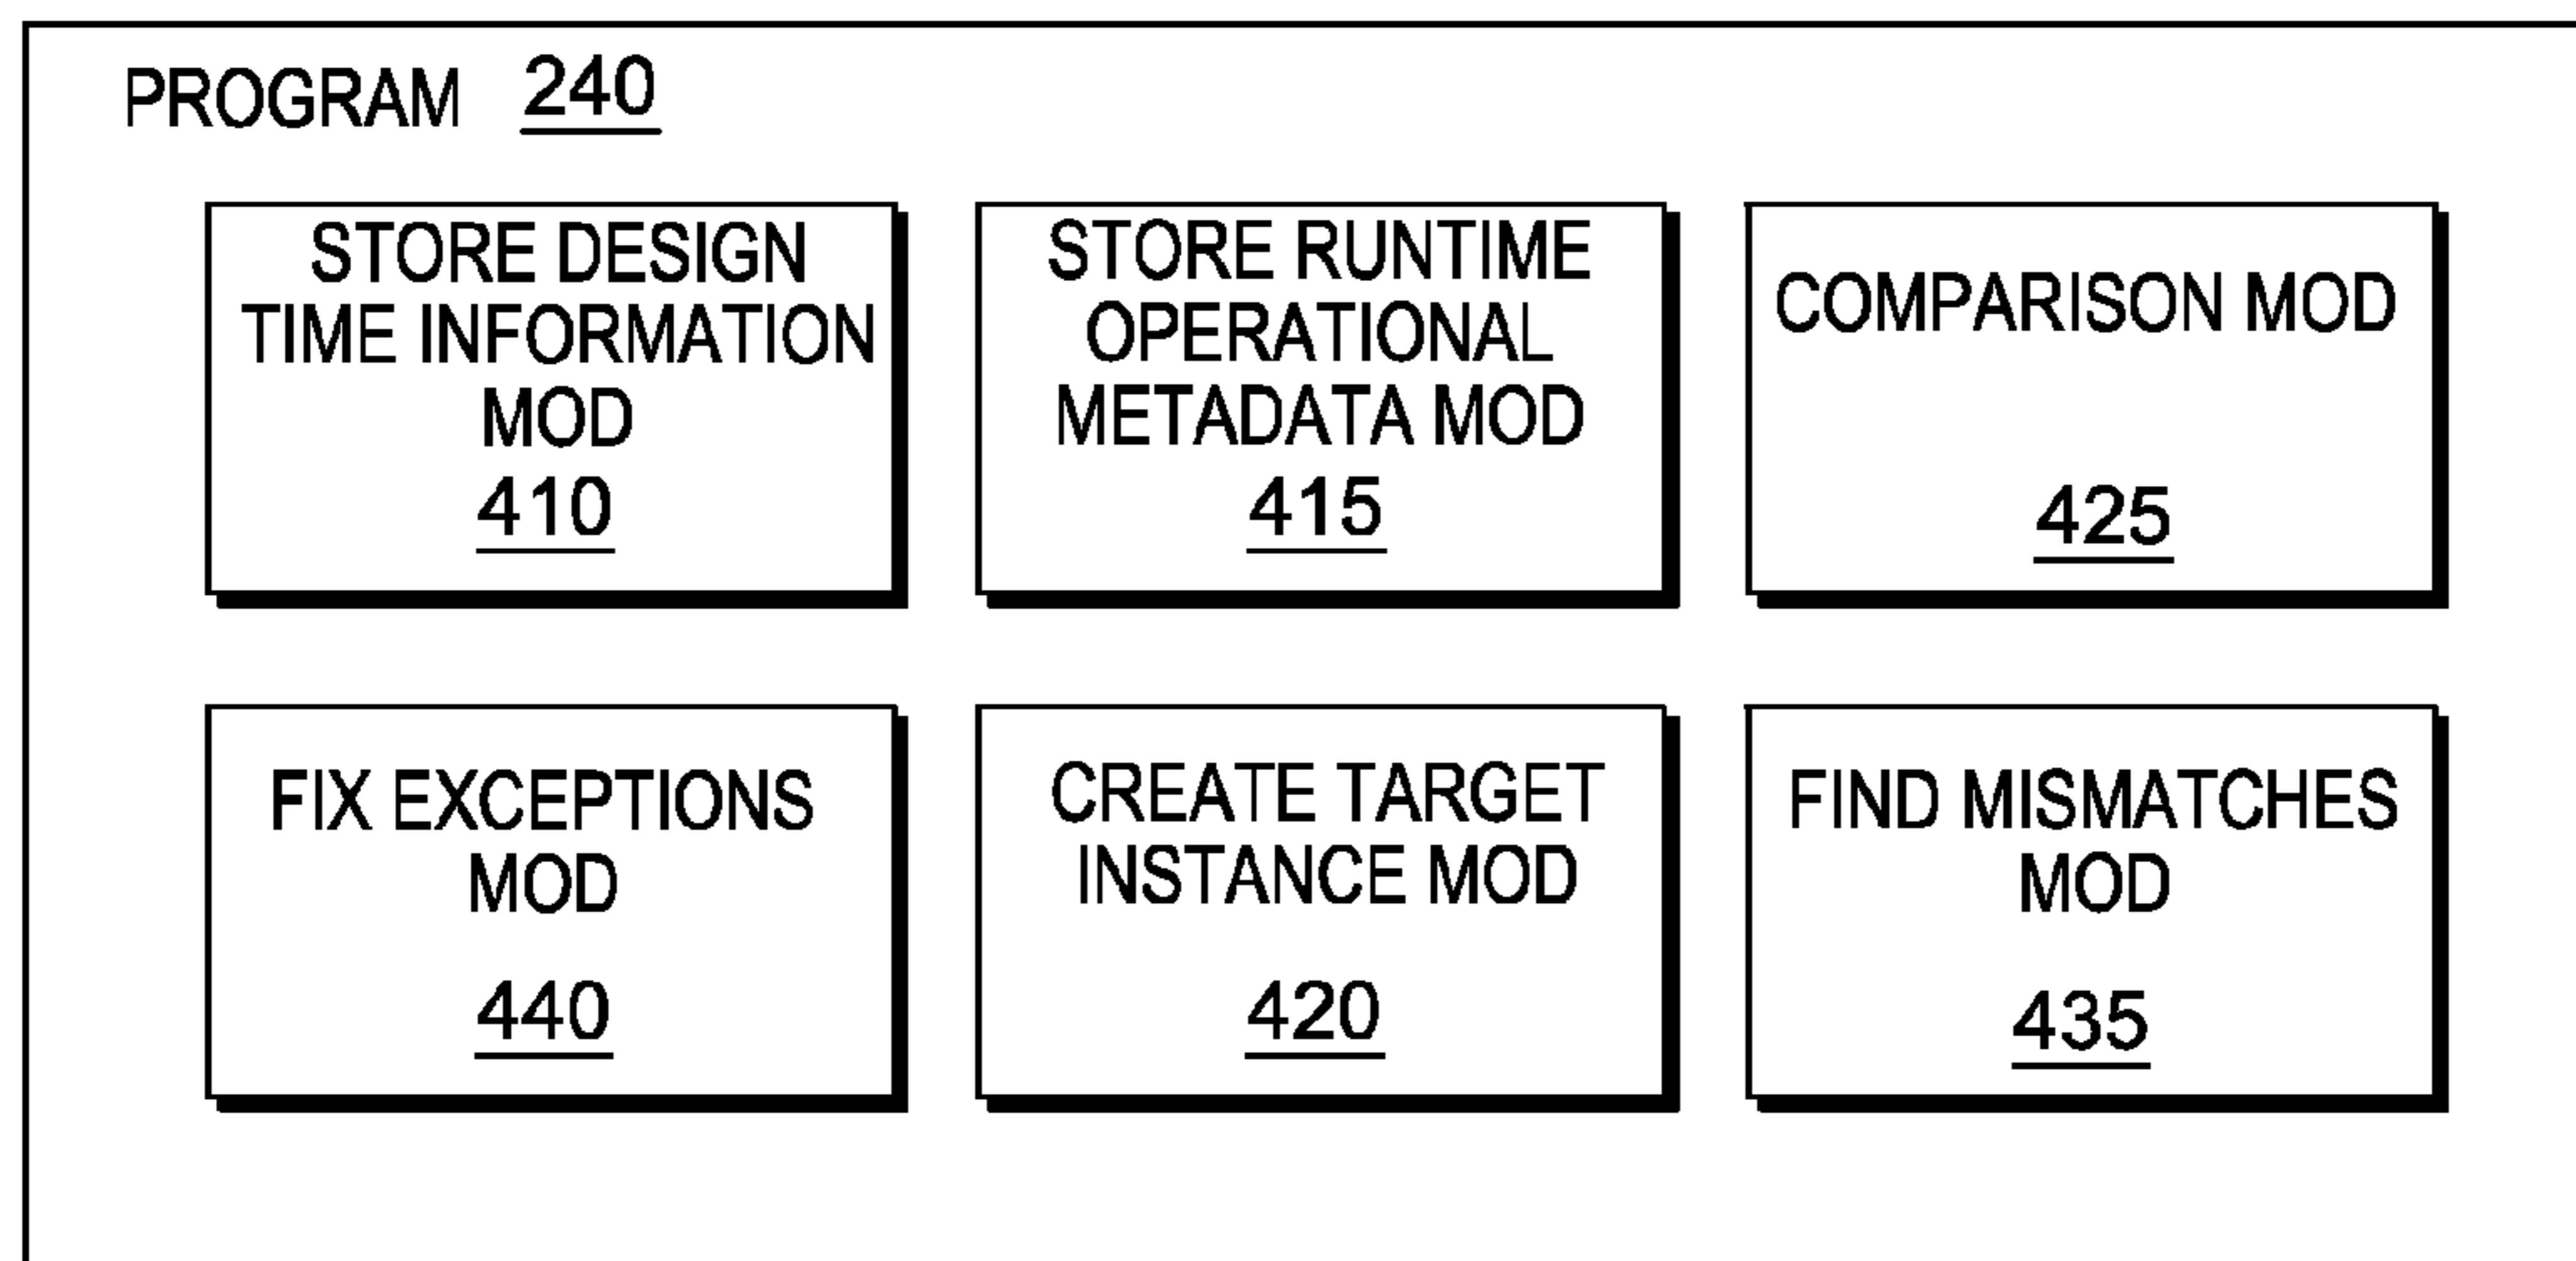 PROGRAM 240
STORE DESIGN
TIME INFORMATION
MOD
410
STORE RUNTIME
OPERATIONAL
METADATA MOD
415
COMPARISON MOD
425
FIX EXCEPTIONS
MOD
440
CREATE TARGET
INSTANCE MOD
420
FIND MISMATCHES
MOD
435